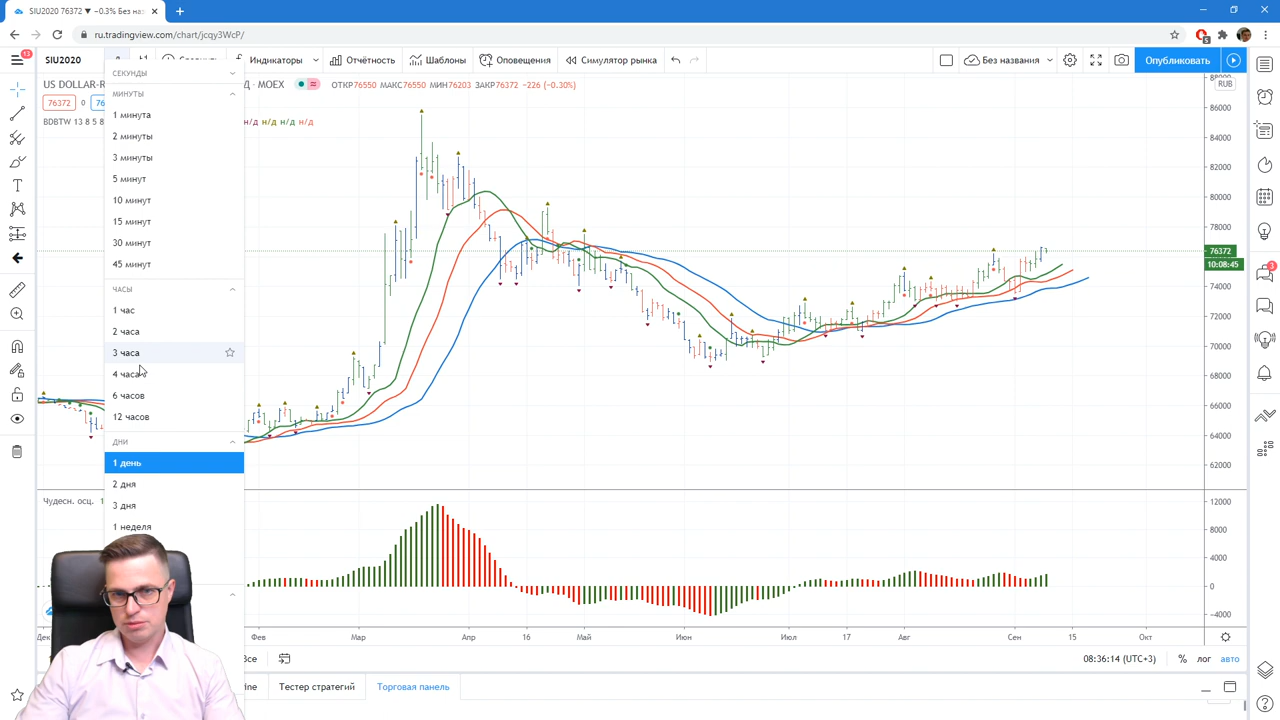 SIU2020 76372 ▼ −0.3% Без наз
ru.tradingview.com/chart/jcqy3WcP/
13
SIU2020
Индикаторы
Отчётность
Шаблоны
Оповещения
Симулятор рынка
Без названия
Опубликовать
US DOLLAR-R
MOEX
ОТКР76550 МАКС76550 МИН76203 ЗАКР76372 −226 (−0.30%)
RUB
76372 0
BDBTW 13 8 5 8
н/д н/д н/д н/д
СЕКУНДЫ
МИНУТЫ
1 минута
2 минуты
3 минуты
5 минут
10 минут
15 минут
30 минут
45 минут
ЧАСЫ
1 час
2 часа
3 часа
4 часа
6 часов
12 часов
ДНИ
1 день
2 дня
3 дня
1 неделя
88000
86000
84000
82000
80000
78000
76372
10:08:45
74000
72000
70000
68000
66000
64000
62000
Чудесн. осц.
12000
8000
4000
0
−4000
Фев Мар Апр 16 Май Июн Июл 17 Авг Сен 15 Окт
Все
08:36:14 (UTC+3)
% лог авто
ine Тестер стратегий Торговая панель